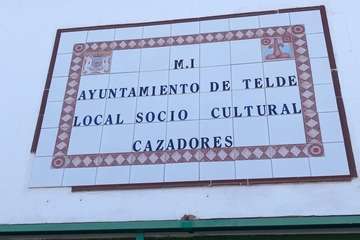 M.I
AYUNTAMIENTO DE TELDE
LOCAL SOCIO CULTURAL
CAZADORES